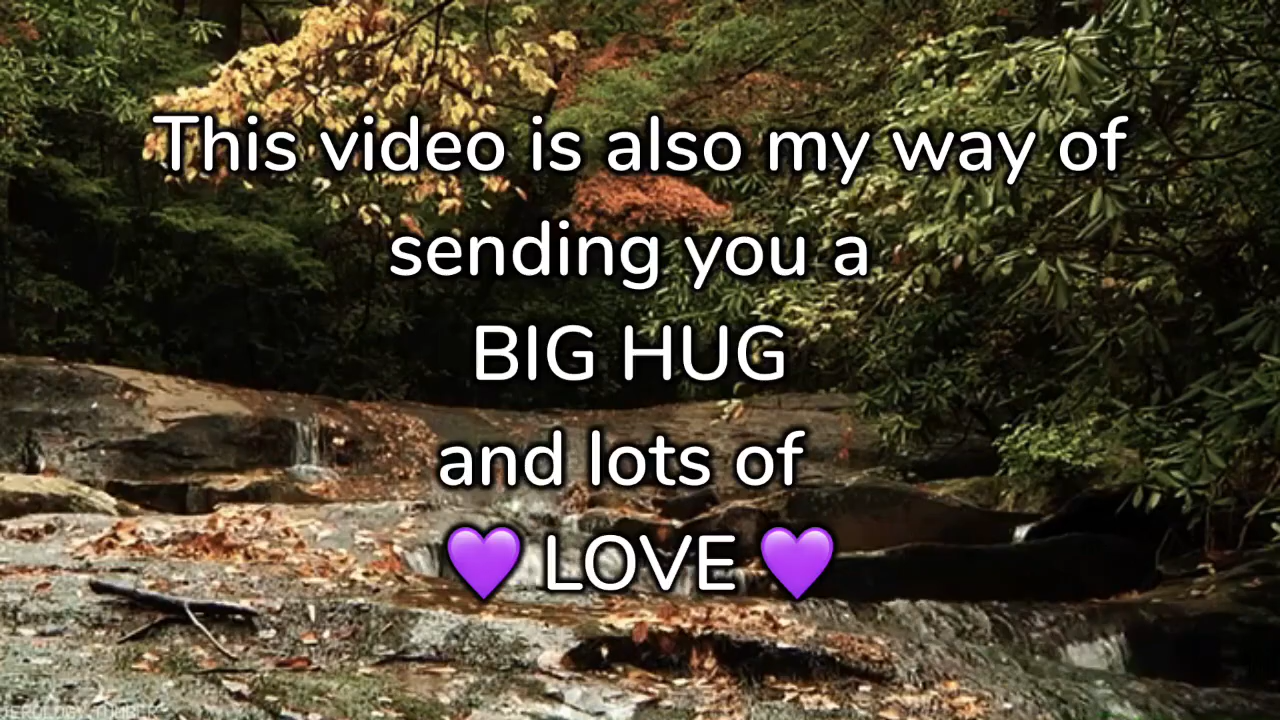 This video is also my way of
sending you a
BIG HUG
and lots of
💜 LOVE 💜